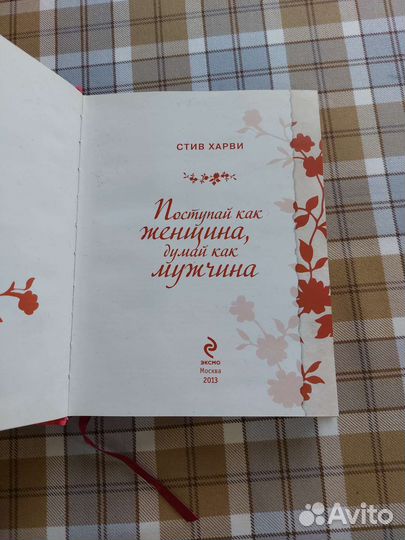 СТИВ ХАРВИ
Поступай как
женщина,
думай как
мужчина
ЭКСМО
Москва
2013
Avito